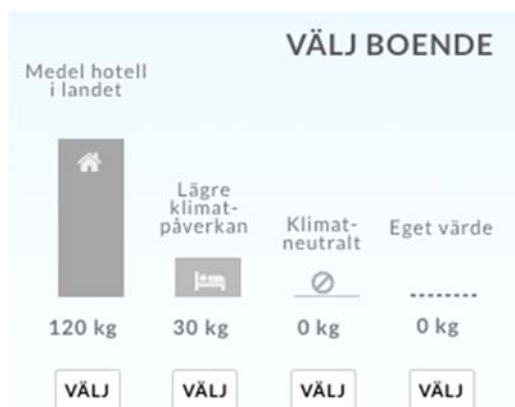 VÄLJ BOENDE
Medel hotell
i landet
Lägre
klimat-
påverkan
Klimat-
neutralt
Eget värde
120 kg
30 kg
0 kg
0 kg
VÄLJ
VÄLJ
VÄLJ
VÄLJ